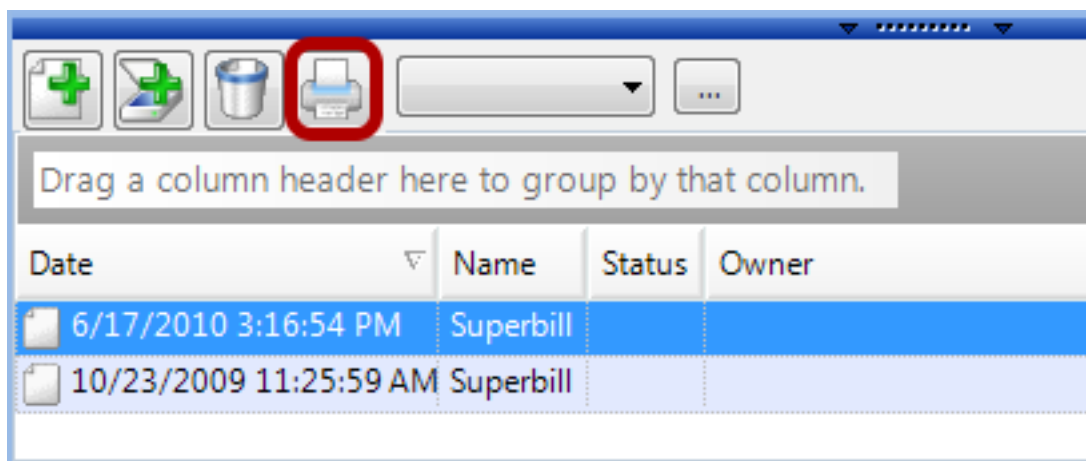 ...
Drag a column header here to group by that column.
Date Name Status Owner
6/17/2010 3:16:54 PM Superbill
10/23/2009 11:25:59 AM Superbill